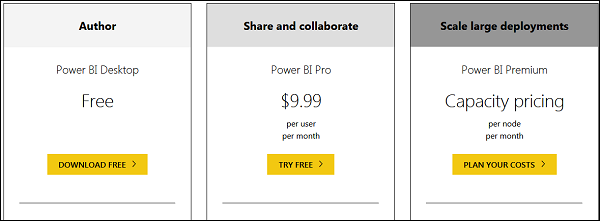 Author
Power BI Desktop
Free
DOWNLOAD FREE >
Share and collaborate
Power BI Pro
$9.99
per user
per month
TRY FREE >
Scale large deployments
Power BI Premium
Capacity pricing
per node
per month
PLAN YOUR COSTS >